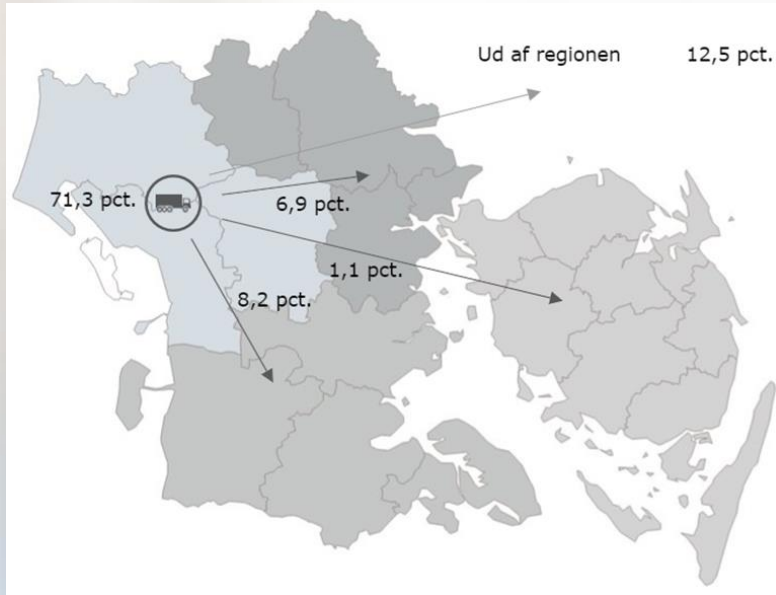 Ud af regionen 12,5 pct.
71,3 pct.
6,9 pct.
1,1 pct.
8,2 pct.